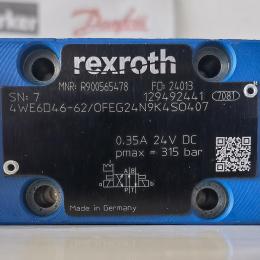 rexroth
MNR: R900565478 FD: 24013
SN: 7 129492441 7081
4WE6D46-62/OFEG24N9K4SO407
0.35A 24V DC
pmax = 315 bar
A B
P T
Made in Germany